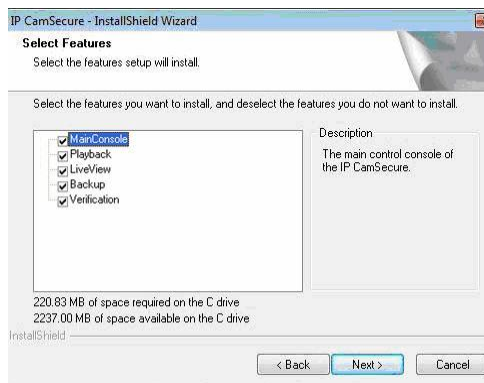 IP CamSecure - InstallShield Wizard
Select Features
Select the features setup will install.
Select the features you want to install, and deselect the features you do not want to install.
MainConsole
Playback
LiveView
Backup
Verification
Description
The main control console of
the IP CamSecure.
220.83 MB of space required on the C drive
2237.00 MB of space available on the C drive
InstallShield
< Back
Next >
Cancel